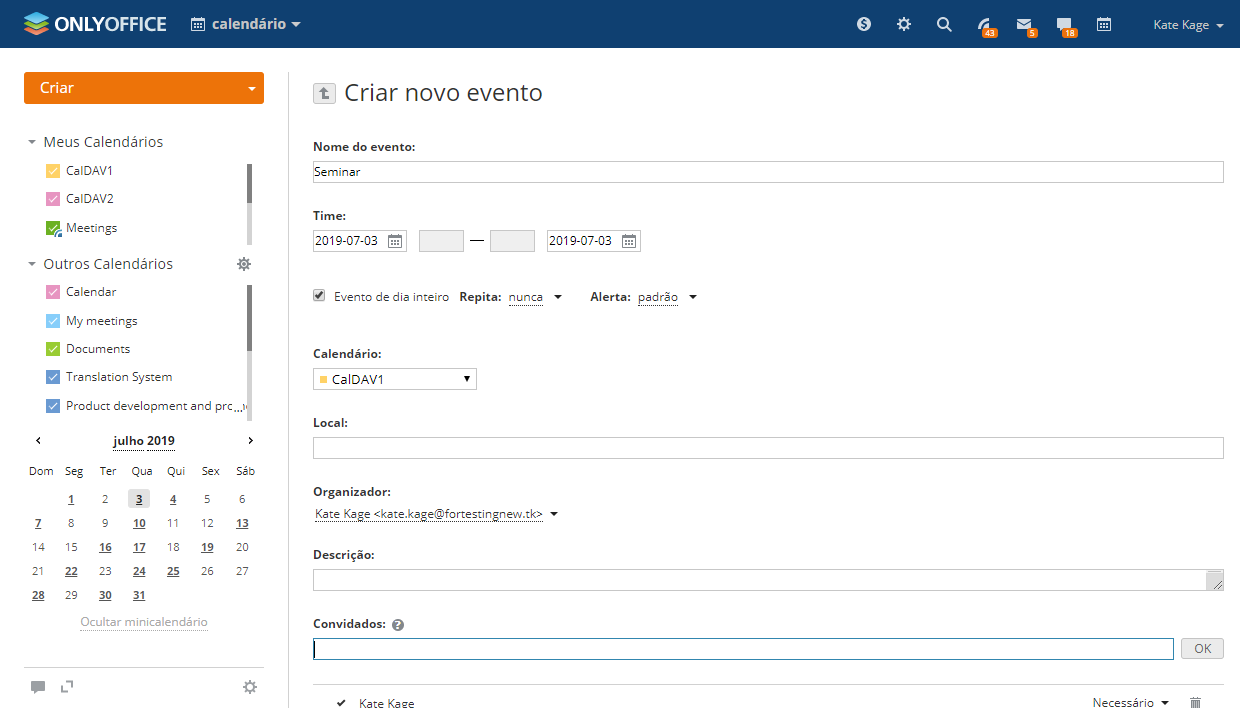 ONLYOFFICE calendário
43 5 18 Kate Kage
Criar
Meus Calendários
CalDAV1
CalDAV2
Meetings
Outros Calendários
Calendar
My meetings
Documents
Translation System
Product development and pro...
julho 2019
Dom Seg Ter Qua Qui Sex Sáb
1 2 3 4 5 6
7 8 9 10 11 12 13
14 15 16 17 18 19 20
21 22 23 24 25 26 27
28 29 30 31
Ocultar minicalendário
Criar novo evento
Nome do evento:
Seminar
Time:
2019-07-03 — 2019-07-03
Evento de dia inteiro Repita: nunca Alerta: padrão
Calendário:
CalDAV1
Local:
Organizador:
Kate Kage <kate.kage@fortestingnew.tk>
Descrição:
Convidados: ?
OK
Kate Kage Necessário